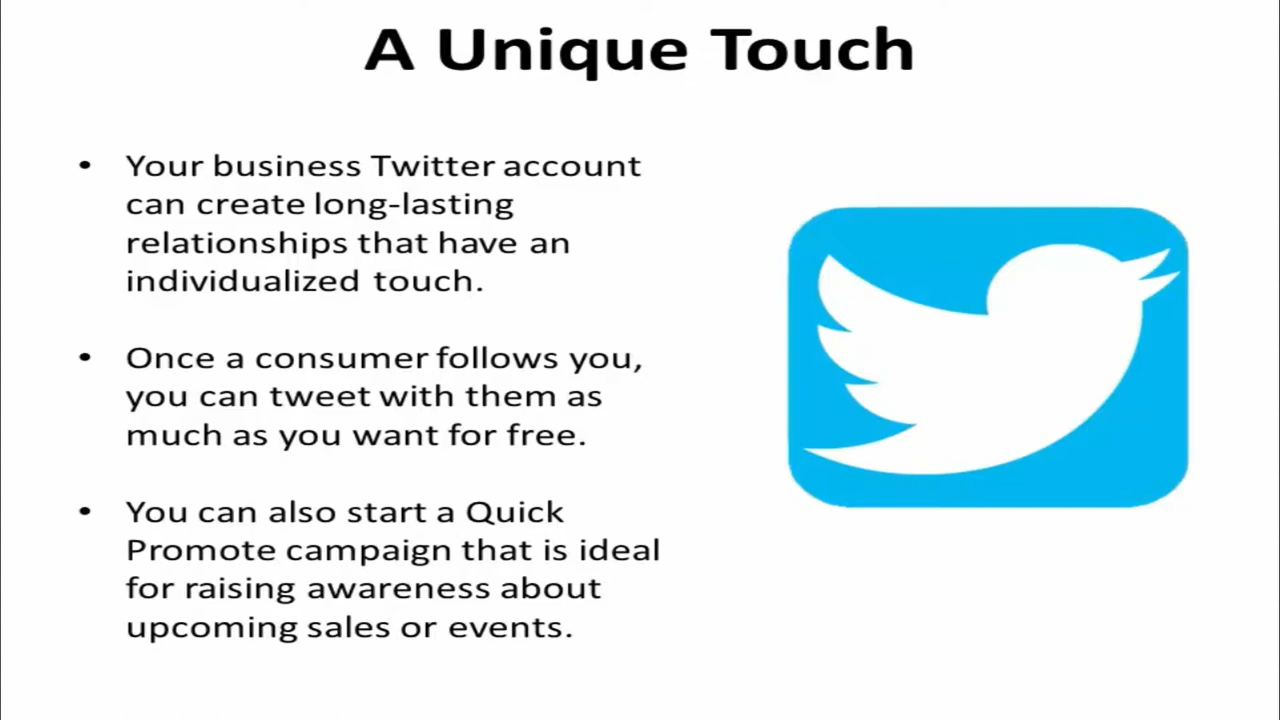 A Unique Touch
• Your business Twitter account
can create long-lasting
relationships that have an
individualized touch.
• Once a consumer follows you,
you can tweet with them as
much as you want for free.
• You can also start a Quick
Promote campaign that is ideal
for raising awareness about
upcoming sales or events.